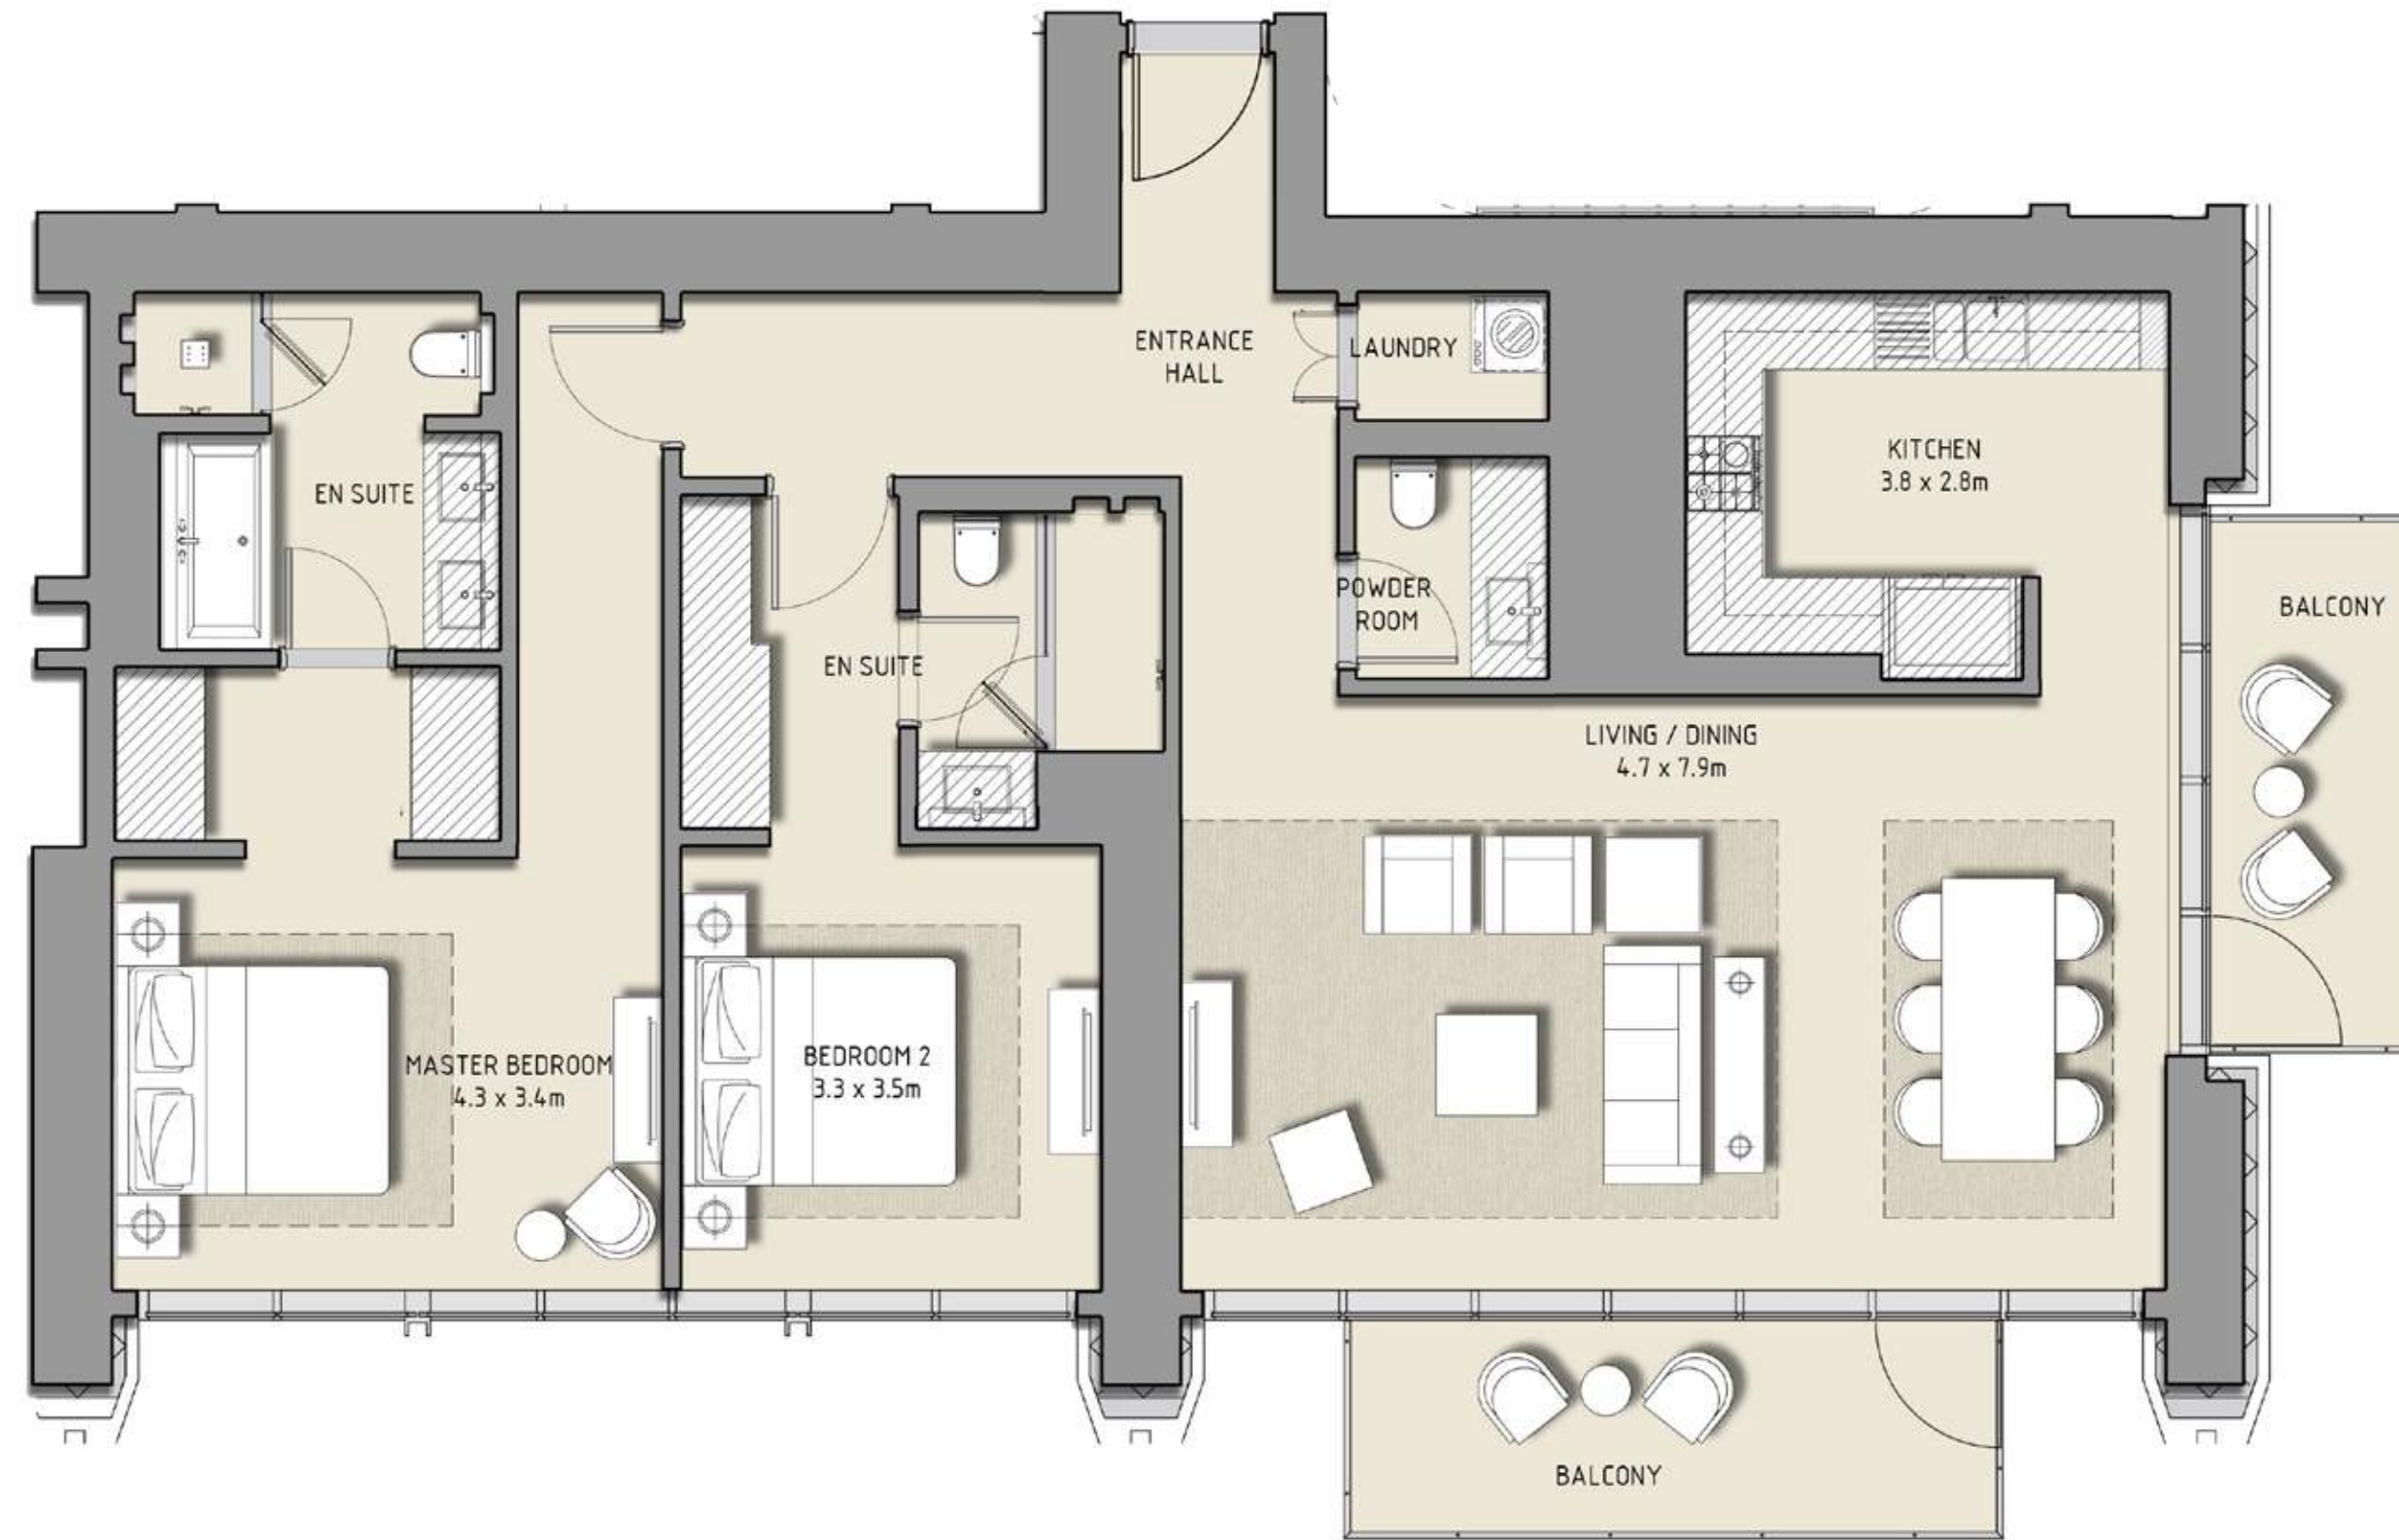 ENTRANCE
HALL
LAUNDRY
KITCHEN
3.8 x 2.8m
EN SUITE
POWDER
ROOM
BALCONY
EN SUITE
LIVING / DINING
4.7 x 7.9m
MASTER BEDROOM
4.3 x 3.4m
BEDROOM 2
3.3 x 3.5m
BALCONY